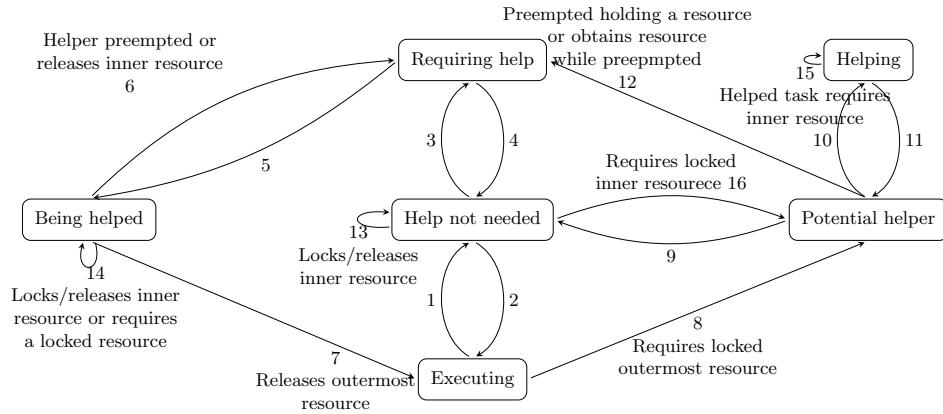 Preempted holding a resource
or obtains resource
while preepmpted
12
Helper preempted or
releases inner resource
6
Requiring help
Helping
15
Helped task requires
inner resource
10
11
3
4
5
Requires locked
inner resourece 16
Being helped
Help not needed
Potential helper
13
Locks/releases
inner resource
9
14
Locks/releases inner
resource or requires
a locked resource
1
2
7
Releases outermost
resource
8
Requires locked
outermost resource
Executing